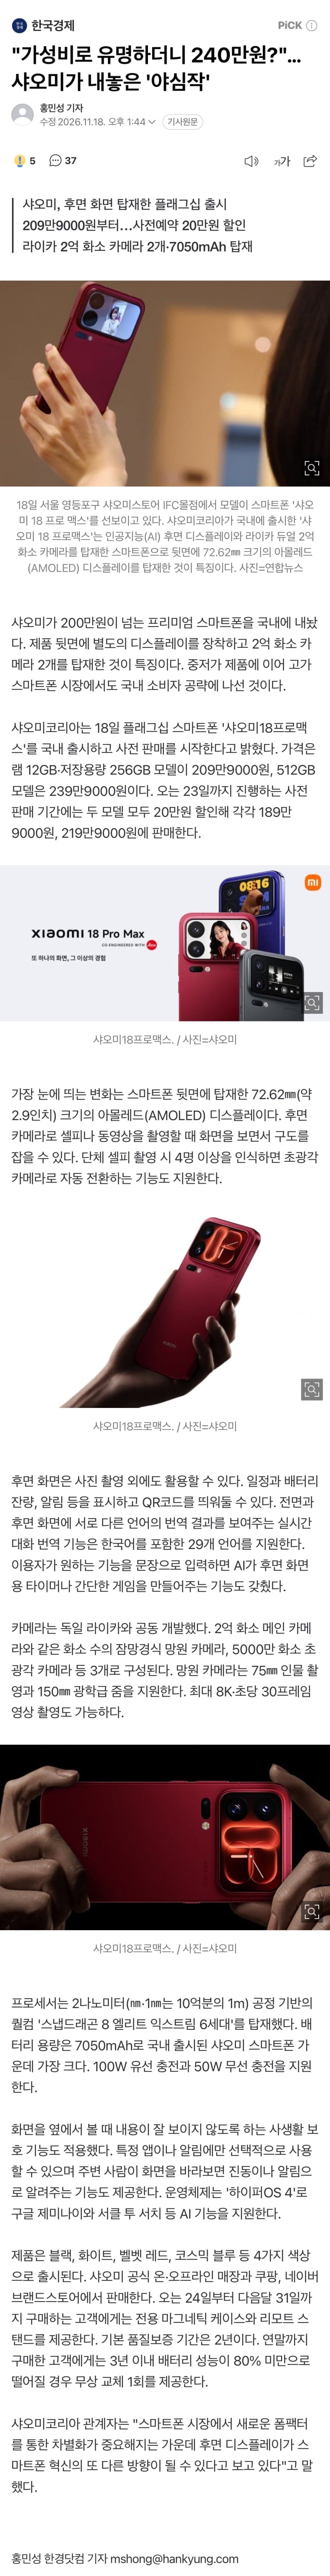 한국경제
PiCK
"가성비로 유명하더니 240만원?"...
샤오미가 내놓은 '야심작'
홍민성 기자
수정 2026.11.18. 오후 1:44
기사원문
5
37
가가
샤오미, 후면 화면 탑재한 플래그십 출시
209만9000원부터…사전예약 20만원 할인
라이카 2억 화소 카메라 2개·7050mAh 탑재
18일 서울 영등포구 샤오미스토어 IFC몰점에서 모델이 스마트폰 '샤오
미 18 프로 맥스'를 선보이고 있다. 샤오미코리아가 국내에 출시한 '샤
오미 18 프로맥스'는 인공지능(AI) 후면 디스플레이와 라이카 듀얼 2억
화소 카메라를 탑재한 스마트폰으로 뒷면에 72.62㎜ 크기의 아몰레드
(AMOLED) 디스플레이를 탑재한 것이 특징이다. 사진=연합뉴스
샤오미가 200만원이 넘는 프리미엄 스마트폰을 국내에 내놨
다. 제품 뒷면에 별도의 디스플레이를 장착하고 2억 화소 카
메라 2개를 탑재한 것이 특징이다. 중저가 제품에 이어 고가
스마트폰 시장에서도 국내 소비자 공략에 나선 것이다.
샤오미코리아는 18일 플래그십 스마트폰 '샤오미18프로맥
스'를 국내 출시하고 사전 판매를 시작한다고 밝혔다. 가격은
램 12GB·저장용량 256GB 모델이 209만9000원, 512GB
모델은 239만9000원이다. 오는 23일까지 진행하는 사전
판매 기간에는 두 모델 모두 20만원 할인해 각각 189만
9000원, 219만9000원에 판매한다.
08:16
mi
xiaomi 18 Pro Max
CO-ENGINEERED WITH Leica
또 하나의 화면, 그 이상의 경험
샤오미18프로맥스. / 사진=샤오미
가장 눈에 띄는 변화는 스마트폰 뒷면에 탑재한 72.62㎜(약
2.9인치) 크기의 아몰레드(AMOLED) 디스플레이다. 후면
카메라로 셀피나 동영상을 촬영할 때 화면을 보면서 구도를
잡을 수 있다. 단체 셀피 촬영 시 4명 이상을 인식하면 초광각
카메라로 자동 전환하는 기능도 지원한다.
샤오미18프로맥스. / 사진=샤오미
후면 화면은 사진 촬영 외에도 활용할 수 있다. 일정과 배터리
잔량, 알림 등을 표시하고 QR코드를 띄워둘 수 있다. 전면과
후면 화면에 서로 다른 언어의 번역 결과를 보여주는 실시간
대화 번역 기능은 한국어를 포함한 29개 언어를 지원한다.
이용자가 원하는 기능을 문장으로 입력하면 AI가 후면 화면
용 타이머나 간단한 게임을 만들어주는 기능도 갖췄다.
카메라는 독일 라이카와 공동 개발했다. 2억 화소 메인 카메
라와 같은 화소 수의 잠망경식 망원 카메라, 5000만 화소 초
광각 카메라 등 3개로 구성된다. 망원 카메라는 75㎜ 인물 촬
영과 150㎜ 광학급 줌을 지원한다. 최대 8K·초당 30프레임
영상 촬영도 가능하다.
XIAOMI
샤오미18프로맥스. / 사진=샤오미
프로세서는 2나노미터(㎚·1㎚는 10억분의 1m) 공정 기반의
퀄컴 '스냅드래곤 8 엘리트 익스트림 6세대'를 탑재했다. 배
터리 용량은 7050mAh로 국내 출시된 샤오미 스마트폰 가
운데 가장 크다. 100W 유선 충전과 50W 무선 충전을 지원
한다.
화면을 옆에서 볼 때 내용이 잘 보이지 않도록 하는 사생활 보
호 기능도 적용했다. 특정 앱이나 알림에만 선택적으로 사용
할 수 있으며 주변 사람이 화면을 바라보면 진동이나 알림으
로 알려주는 기능도 제공한다. 운영체제는 '하이퍼OS 4'로
구글 제미나이와 서클 투 서치 등 AI 기능을 지원한다.
제품은 블랙, 화이트, 벨벳 레드, 코스믹 블루 등 4가지 색상
으로 출시된다. 샤오미 공식 온·오프라인 매장과 쿠팡, 네이버
브랜드스토어에서 판매한다. 오는 24일부터 다음달 31일까
지 구매하는 고객에게는 전용 마그네틱 케이스와 리모트 스
탠드를 제공한다. 기본 품질보증 기간은 2년이다. 연말까지
구매한 고객에게는 3년 이내 배터리 성능이 80% 미만으로
떨어질 경우 무상 교체 1회를 제공한다.
샤오미코리아 관계자는 "스마트폰 시장에서 새로운 폼팩터
를 통한 차별화가 중요해지는 가운데 후면 디스플레이가 스
마트폰 혁신의 또 다른 방향이 될 수 있다고 보고 있다"고 말
했다.
홍민성 한경닷컴 기자 mshong@hankyung.com